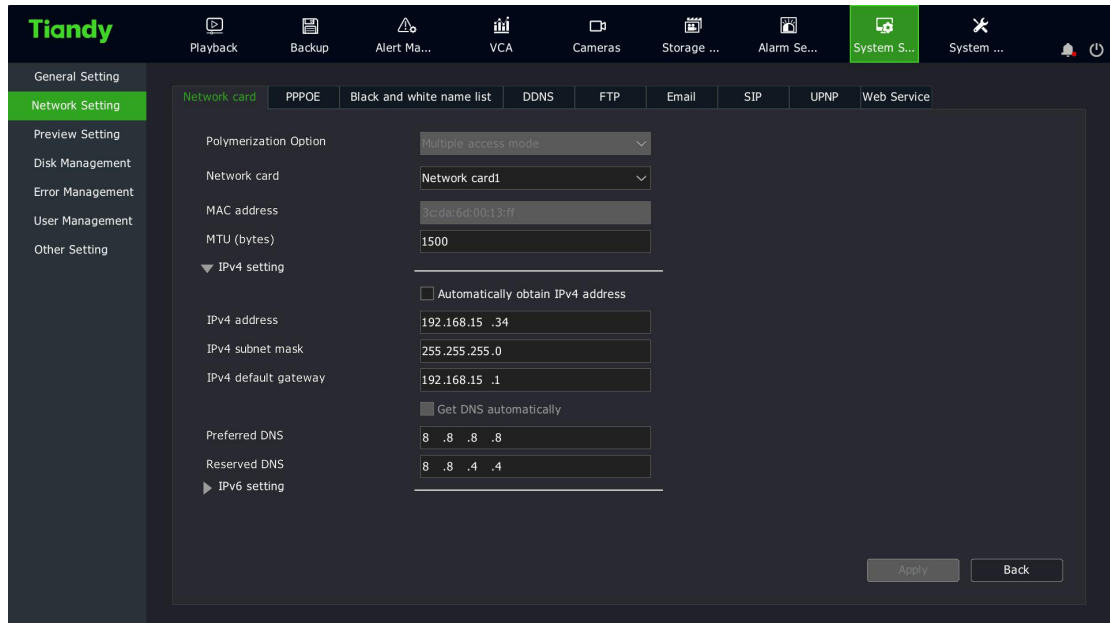 Tiandy
Playback Backup Alert Ma... VCA Cameras Storage ... Alarm Se... System S... System ...
General Setting
Network Setting
Preview Setting
Disk Management
Error Management
User Management
Other Setting
Network card PPPOE Black and white name list DDNS FTP Email SIP UPNP Web Service
Polymerization Option Multiple access mode
Network card Network card1
MAC address 3c:da:6d:00:13:ff
MTU (bytes) 1500
IPv4 setting
Automatically obtain IPv4 address
IPv4 address 192.168.15 .34
IPv4 subnet mask 255.255.255.0
IPv4 default gateway 192.168.15 .1
Get DNS automatically
Preferred DNS 8 .8 .8 .8
Reserved DNS 8 .8 .4 .4
IPv6 setting
Apply Back